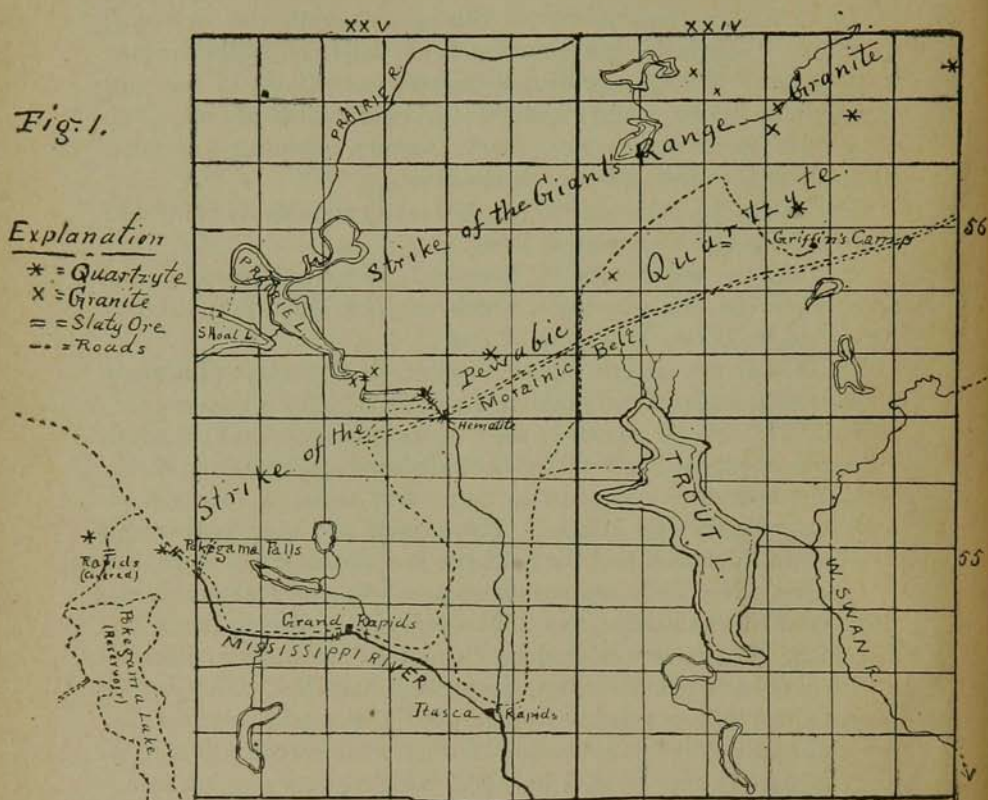 XXV
XXIV
Fig. 1.
PRAIRIE R.
Strike of the Giant's Range Granite
Explanation
* = Quartzyte
x = Granite
= = Slaty Ore
--- = Roads
56
Griffin's Camp
PRAIRIE L.
Shoal L.
Strike of the Pewabic Quartzyte.
Morainic Belt
Hematite
TROUT L.
Pokegama Falls
Rapids
(Covered)
55
W. SWAN R.
Pokegama Lake
(Reservoir)
Grand Rapids
MISSISSIPPI RIVER
Itasca Rapids